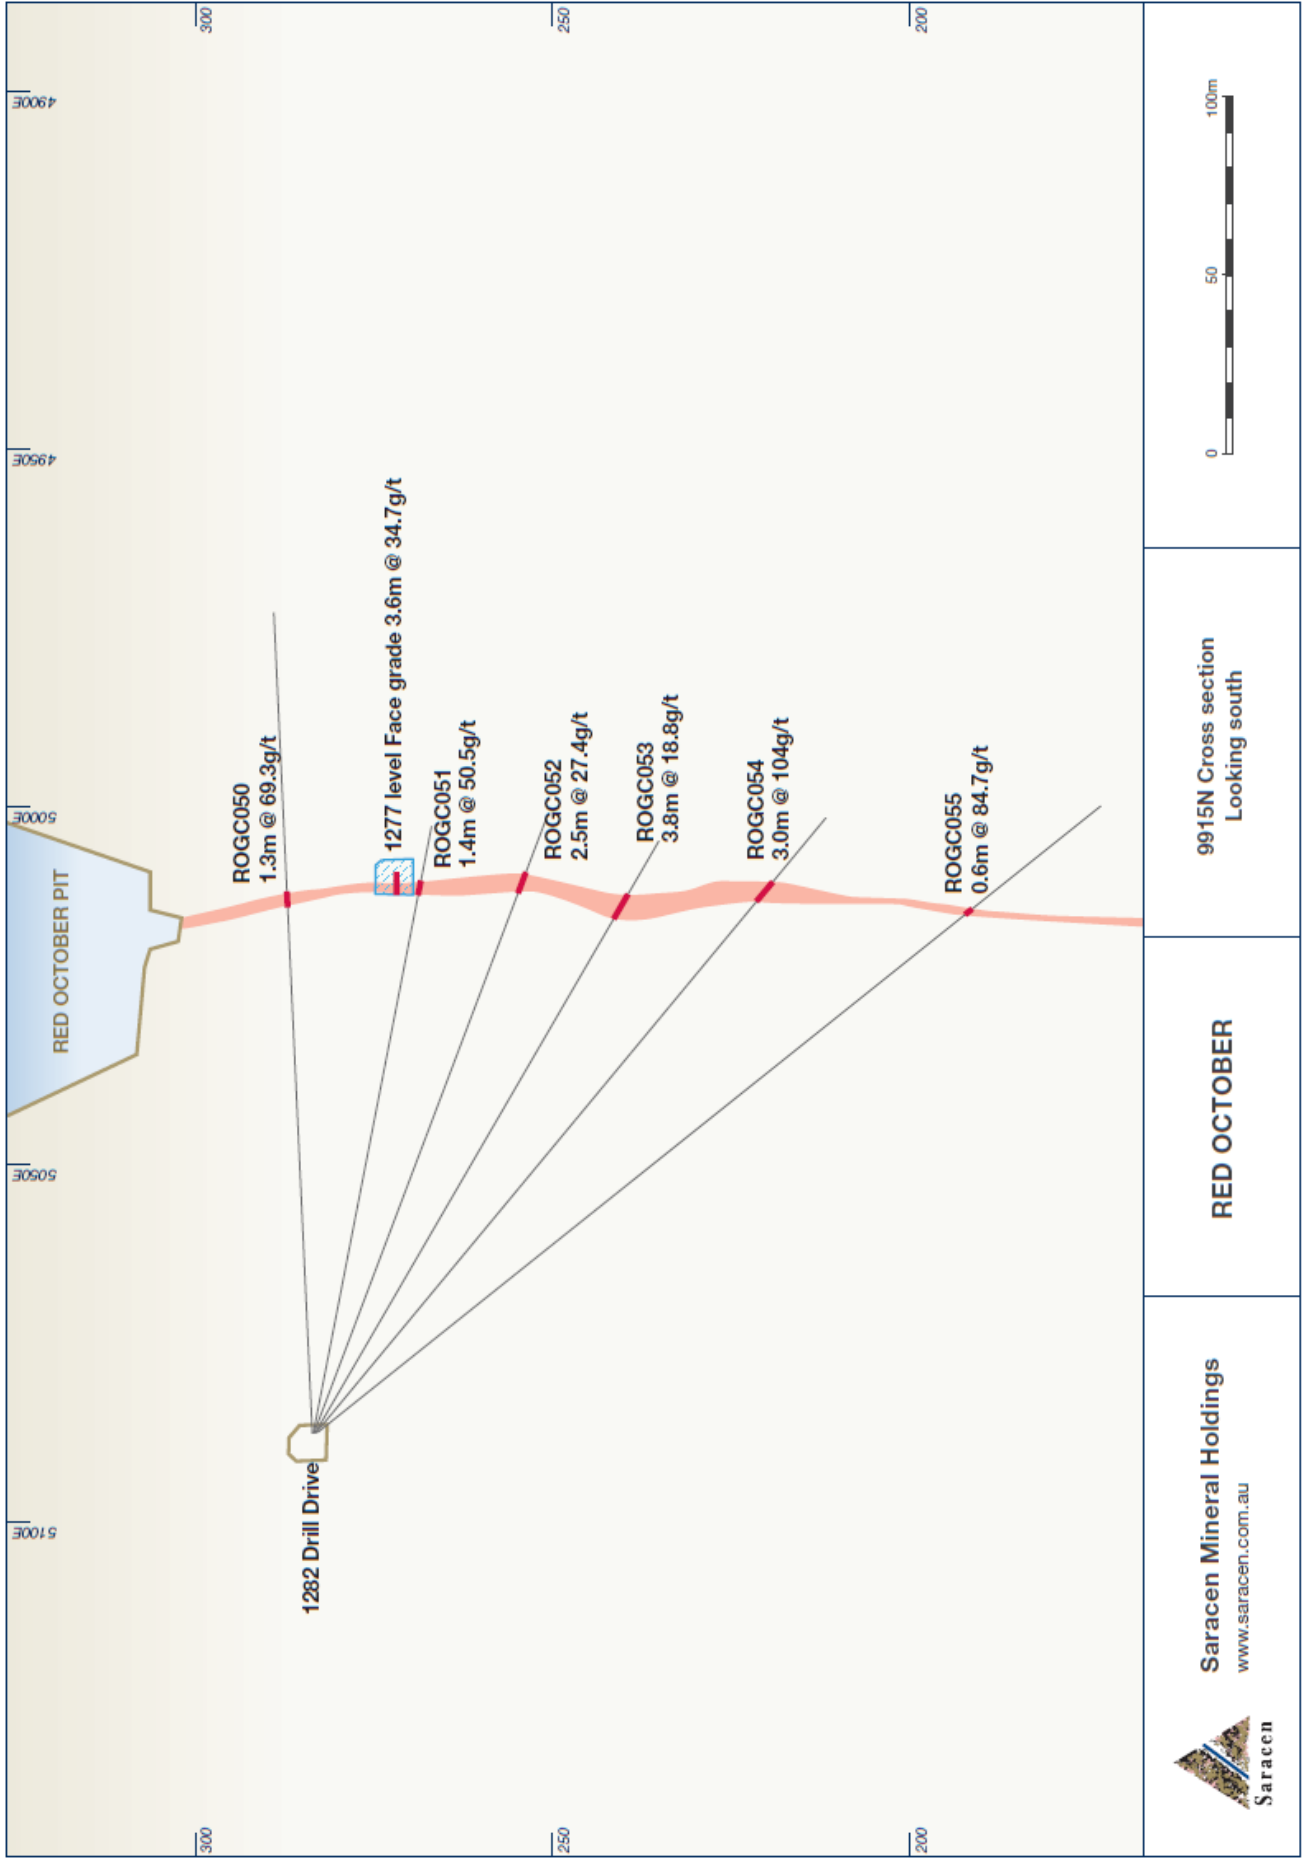 5100E
5050E
5000E
4950E
4900E
RED OCTOBER PIT
300
300
ROGC050
1.3m @ 69.3g/t
1282 Drill Drive
1277 level Face grade 3.6m @ 34.7g/t
ROGC051
1.4m @ 50.5g/t
250
250
ROGC052
2.5m @ 27.4g/t
ROGC053
3.8m @ 18.8g/t
ROGC054
3.0m @ 104g/t
200
200
ROGC055
0.6m @ 84.7g/t
Saracen
Saracen Mineral Holdings
www.saracen.com.au
RED OCTOBER
9915N Cross section
Looking south
0
50
100m